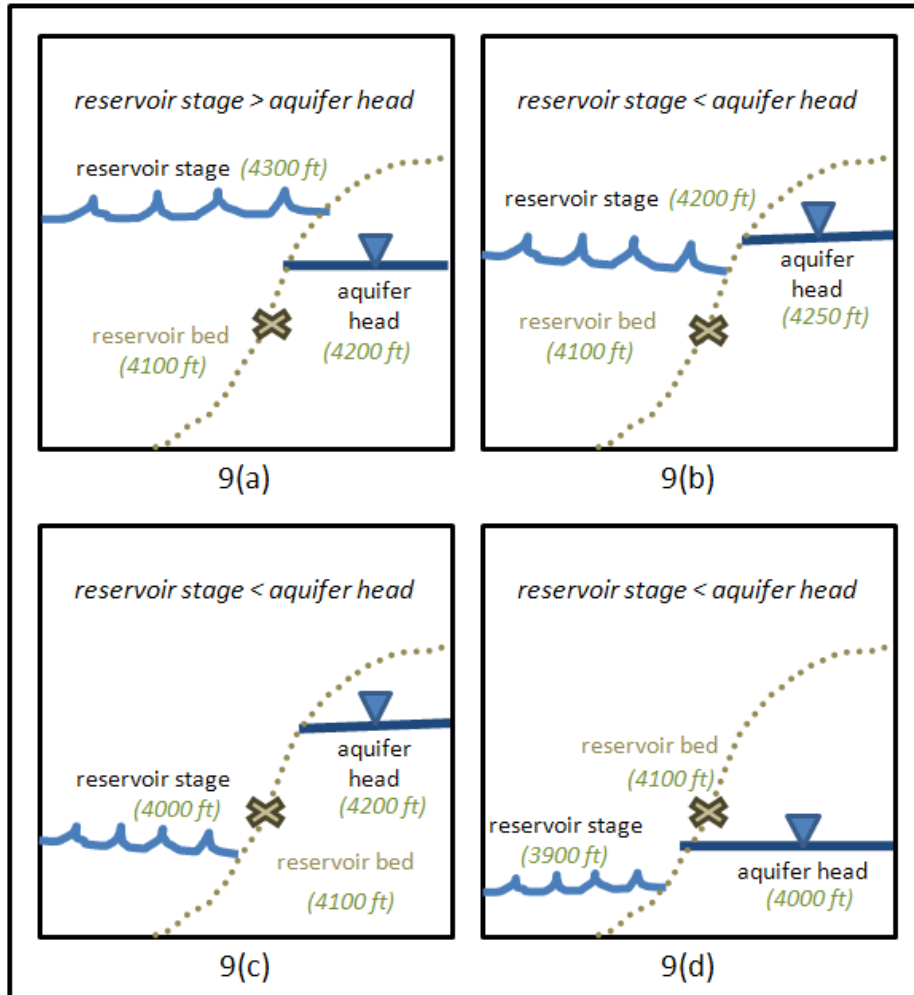 reservoir stage > aquifer head
reservoir stage (4300 ft)
aquifer
head
(4200 ft)
reservoir bed
(4100 ft)
9(a)
reservoir stage < aquifer head
reservoir stage (4200 ft)
aquifer
head
(4250 ft)
reservoir bed
(4100 ft)
9(b)
reservoir stage < aquifer head
aquifer
head
(4200 ft)
reservoir stage
(4000 ft)
reservoir bed
(4100 ft)
9(c)
reservoir stage < aquifer head
reservoir bed
(4100 ft)
reservoir stage
(3900 ft)
aquifer head
(4000 ft)
9(d)